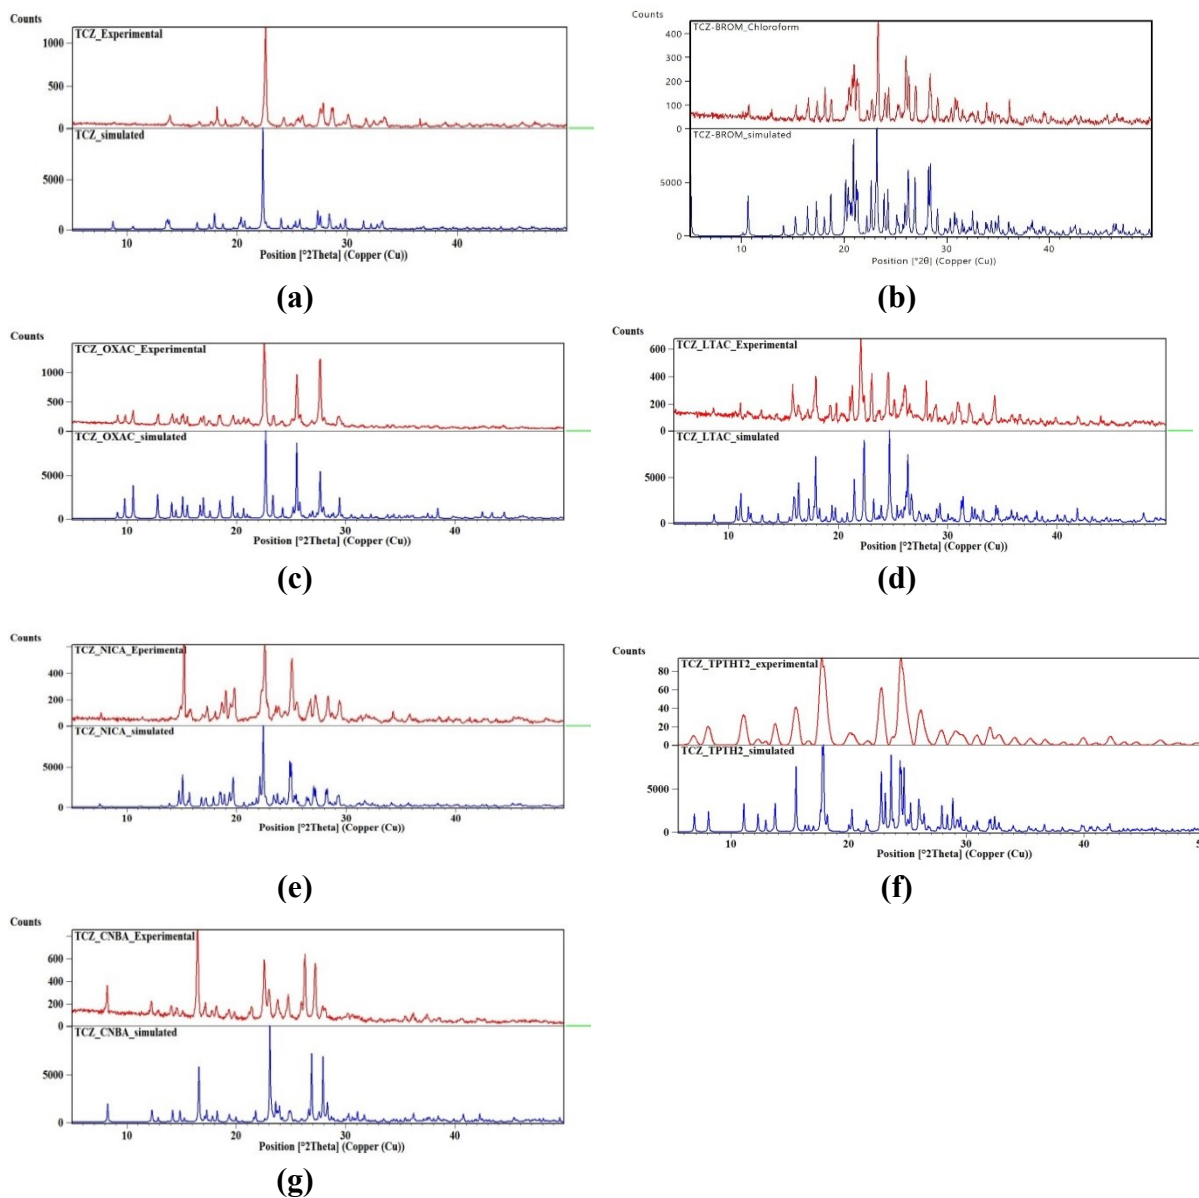 Counts
TCZ_Experimental
1000
500
0
TCZ_simulated
5000
0
10 20 30 40
Position [°2Theta] (Copper (Cu))
(a)
Counts
TCZ-BROM_Chloroform
400
300
200
100
0
TCZ-BROM_simulated
5000
0
10 20 30 40
Position [°2θ] (Copper (Cu))
(b)
Counts
TCZ_OXAC_Experimental
1000
500
0
TCZ_OXAC_simulated
5000
0
10 20 30 40
Position [°2Theta] (Copper (Cu))
(c)
Counts
TCZ_LTAC_Experimental
600
400
200
0
TCZ_LTAC_simulated
5000
0
10 20 30 40
Position [°2Theta] (Copper (Cu))
(d)
Counts
TCZ_NICA_Eperimental
400
200
0
TCZ_NICA_simulated
5000
0
10 20 30 40
Position [°2Theta] (Copper (Cu))
(e)
Counts
TCZ_TPTHT2_experimental
80
60
40
20
0
TCZ_TPTH2_simulated
5000
0
10 20 30 40
Position [°2Theta] (Copper (Cu))
(f)
Counts
TCZ_CNBA_Experimental
600
400
200
0
TCZ_CNBA_simulated
5000
0
10 20 30 40
Position [°2Theta] (Copper (Cu))
(g)